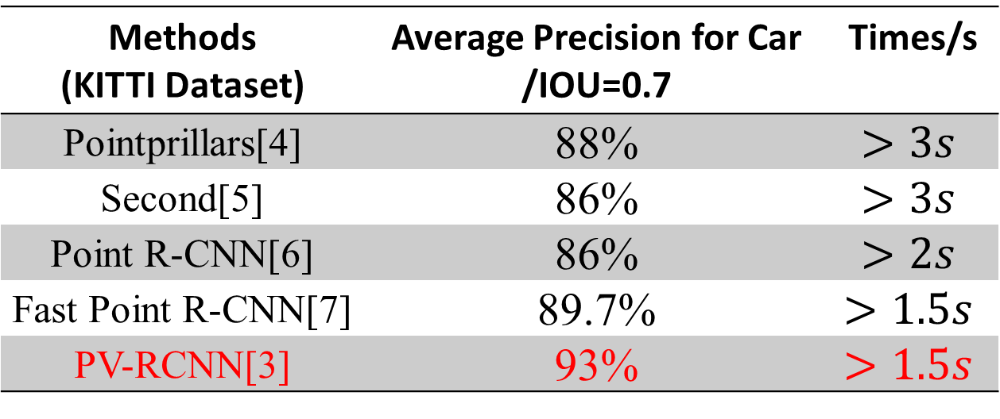 Methods Average Precision for Car Times/s
(KITTI Dataset) /IOU=0.7
Pointprillars[4] 88% > 3s
Second[5] 86% > 3s
Point R-CNN[6] 86% > 2s
Fast Point R-CNN[7] 89.7% > 1.5s
PV-RCNN[3] 93% > 1.5s